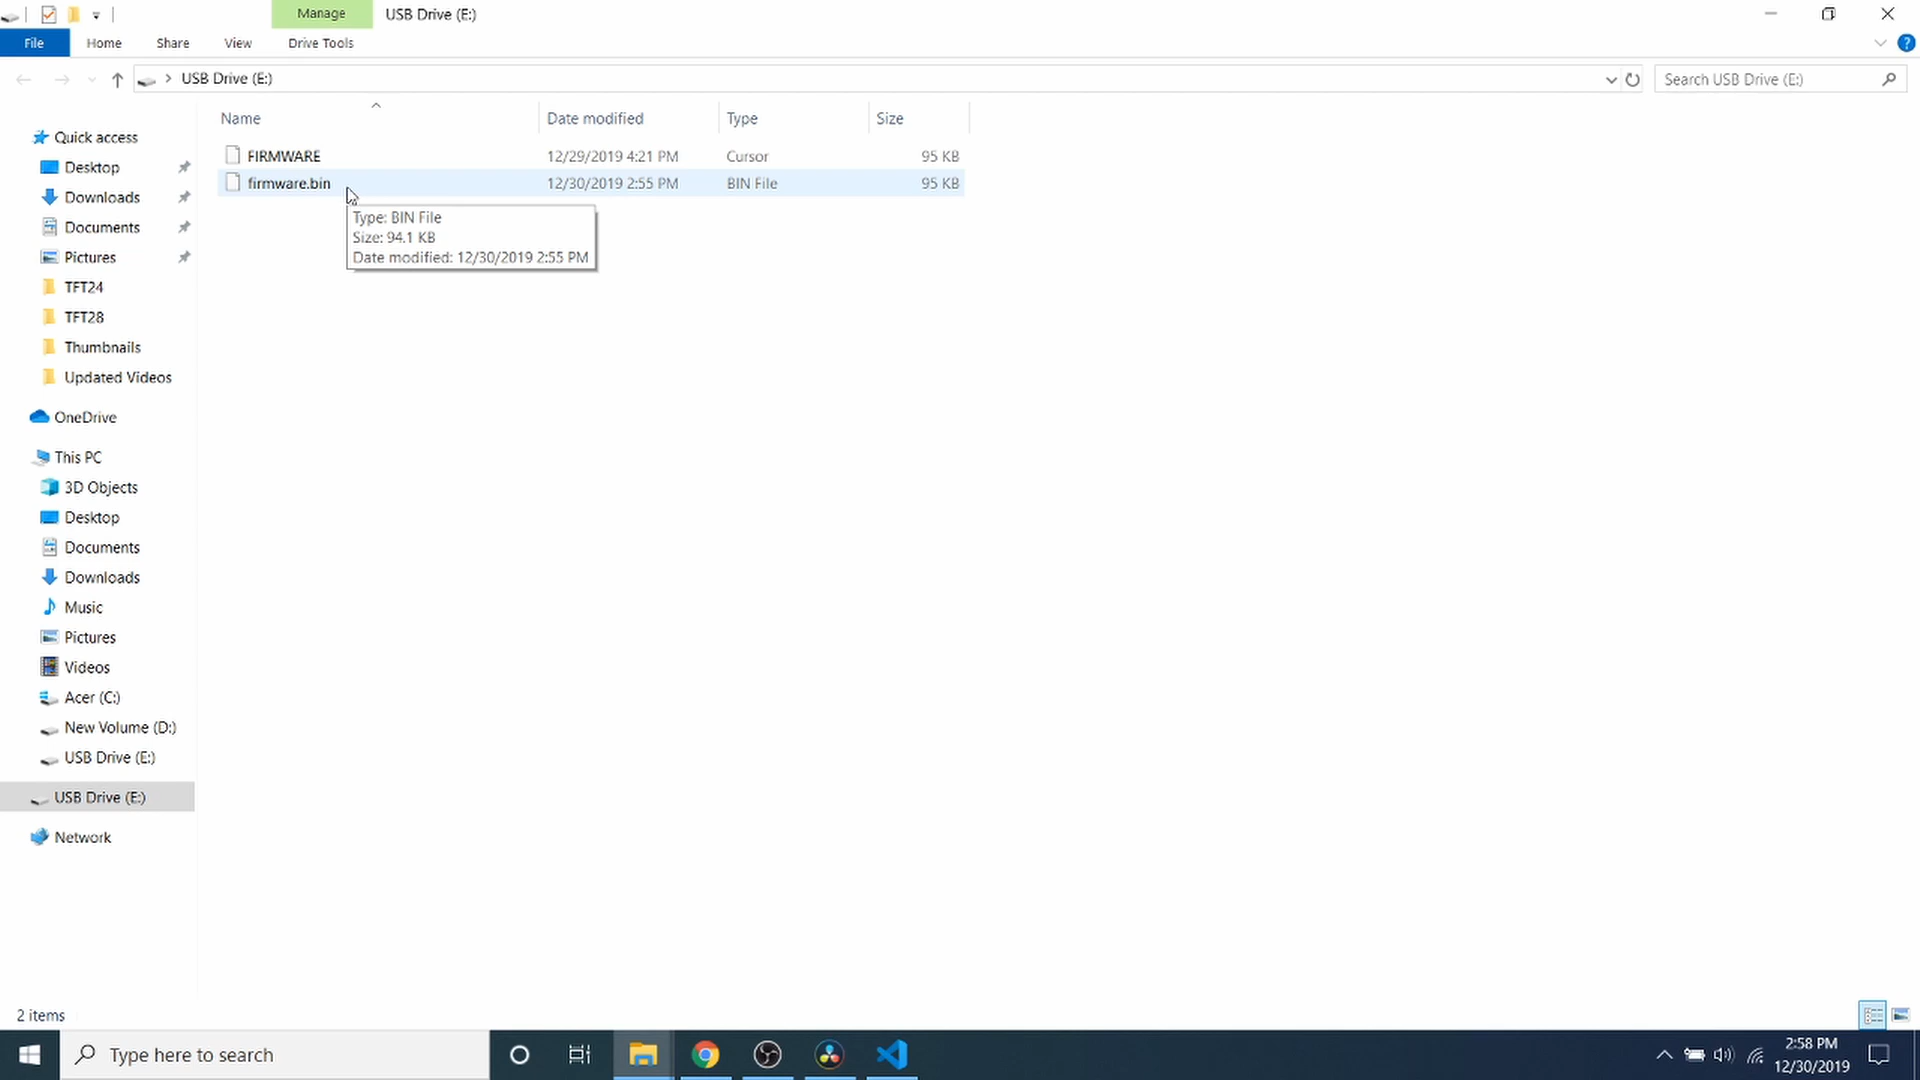 Manage
USB Drive (E:)
File
Home
Share
View
Drive Tools
?
USB Drive (E:)
Search USB Drive (E:)
Name
Date modified
Type
Size
FIRMWARE
12/29/2019 4:21 PM
Cursor
95 KB
firmware.bin
12/30/2019 2:55 PM
BIN File
95 KB
Type: BIN File
Size: 94.1 KB
Date modified: 12/30/2019 2:55 PM
Quick access
Desktop
Downloads
Documents
Pictures
TFT24
TFT28
Thumbnails
Updated Videos
OneDrive
This PC
3D Objects
Desktop
Documents
Downloads
Music
Pictures
Videos
Acer (C:)
New Volume (D:)
USB Drive (E:)
USB Drive (E:)
Network
2 items
Type here to search
2:58 PM
12/30/2019